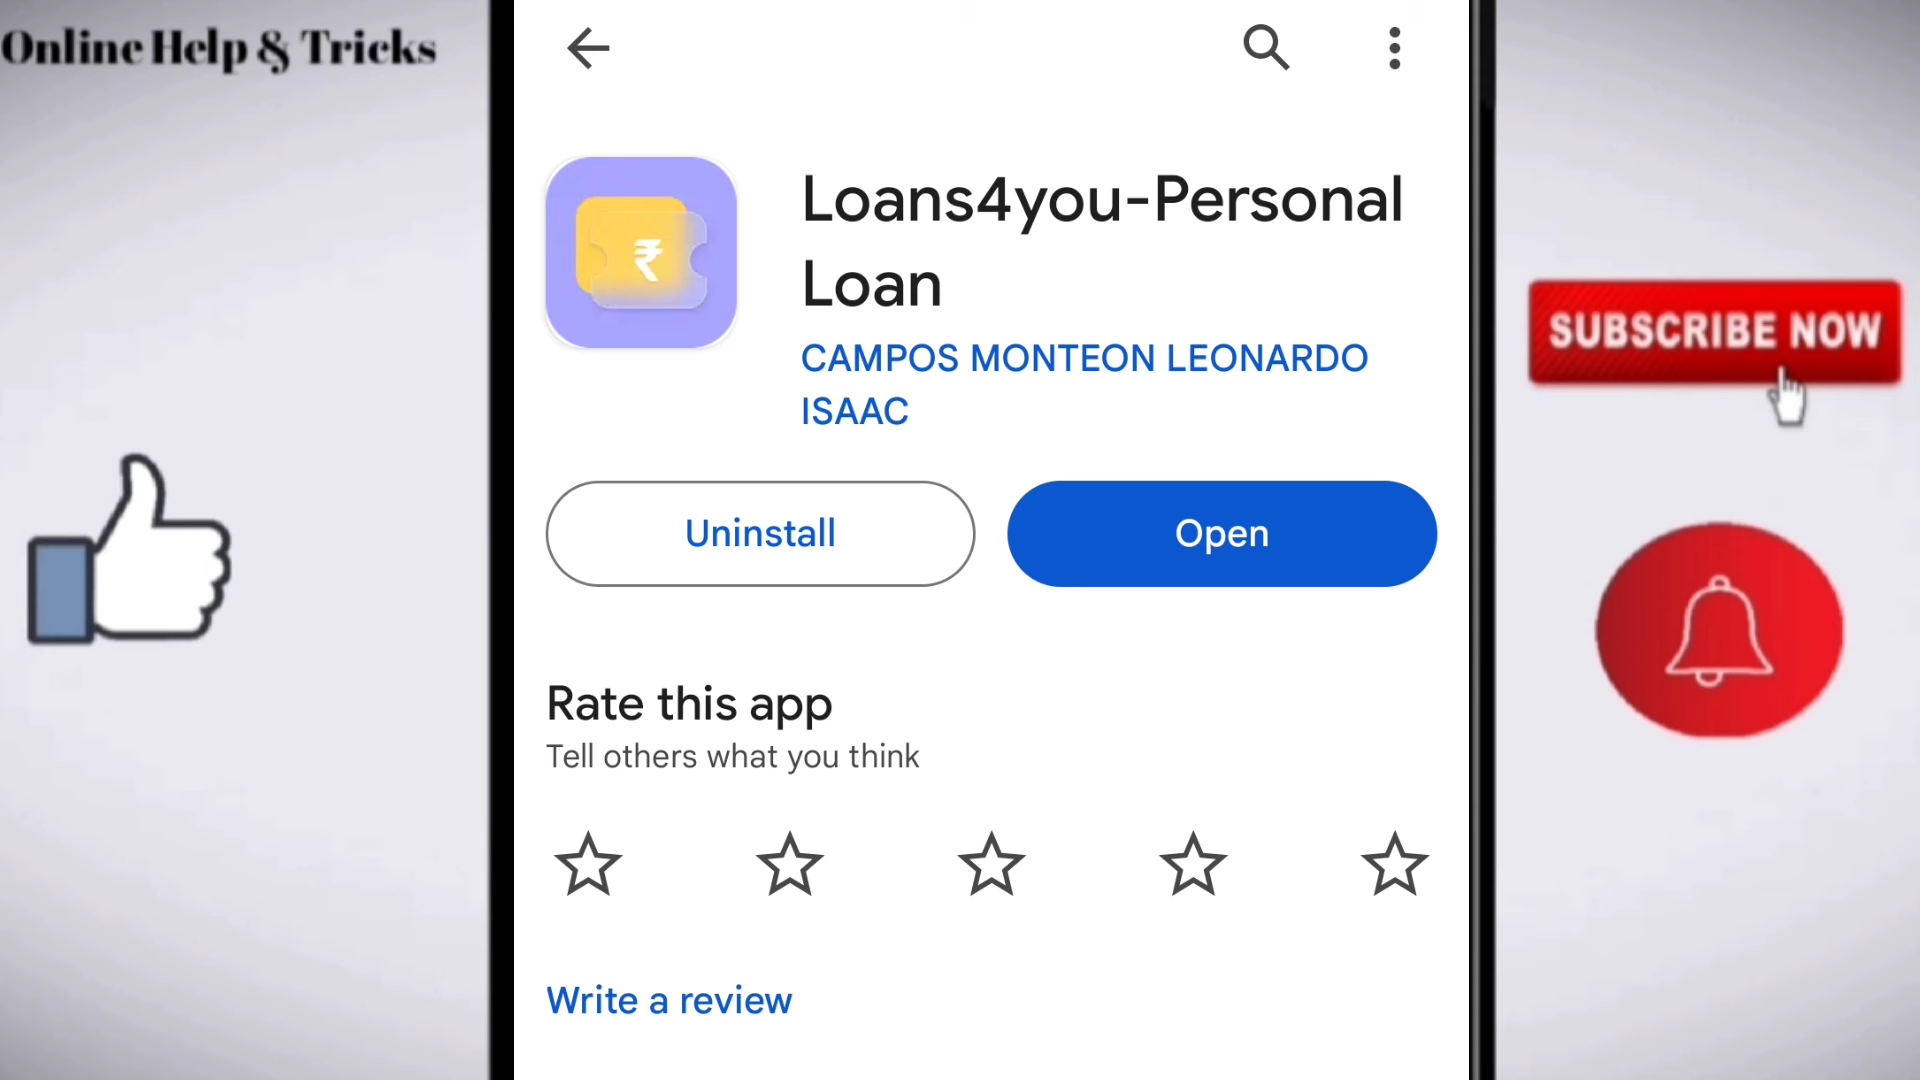 Online Help & Tricks
Loans4you-Personal
Loan
CAMPOS MONTEON LEONARDO
ISAAC
Uninstall
Open
Rate this app
Tell others what you think
Write a review
SUBSCRIBE NOW
₹